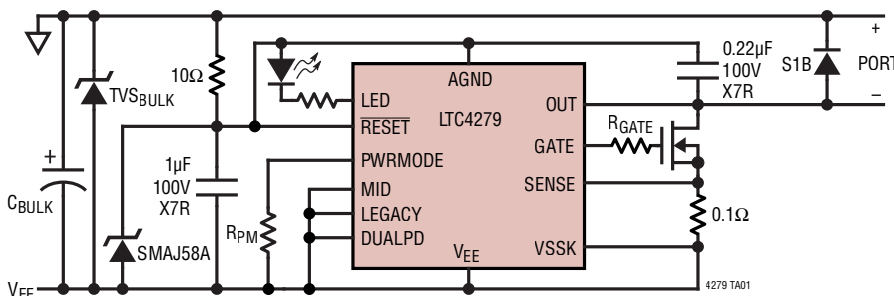 +
0.22µF
100V
X7R
S1B
PORT
–
10Ω
TVSBULK
AGND
LED
LTC4279
OUT
RESET
RGATE
GATE
PWRMODE
+
1µF
100V
X7R
MID
SENSE
CBULK
LEGACY
RPM
DUALPD
0.1Ω
SMAJ58A
VEE
VSSK
VEE
4279 TA01